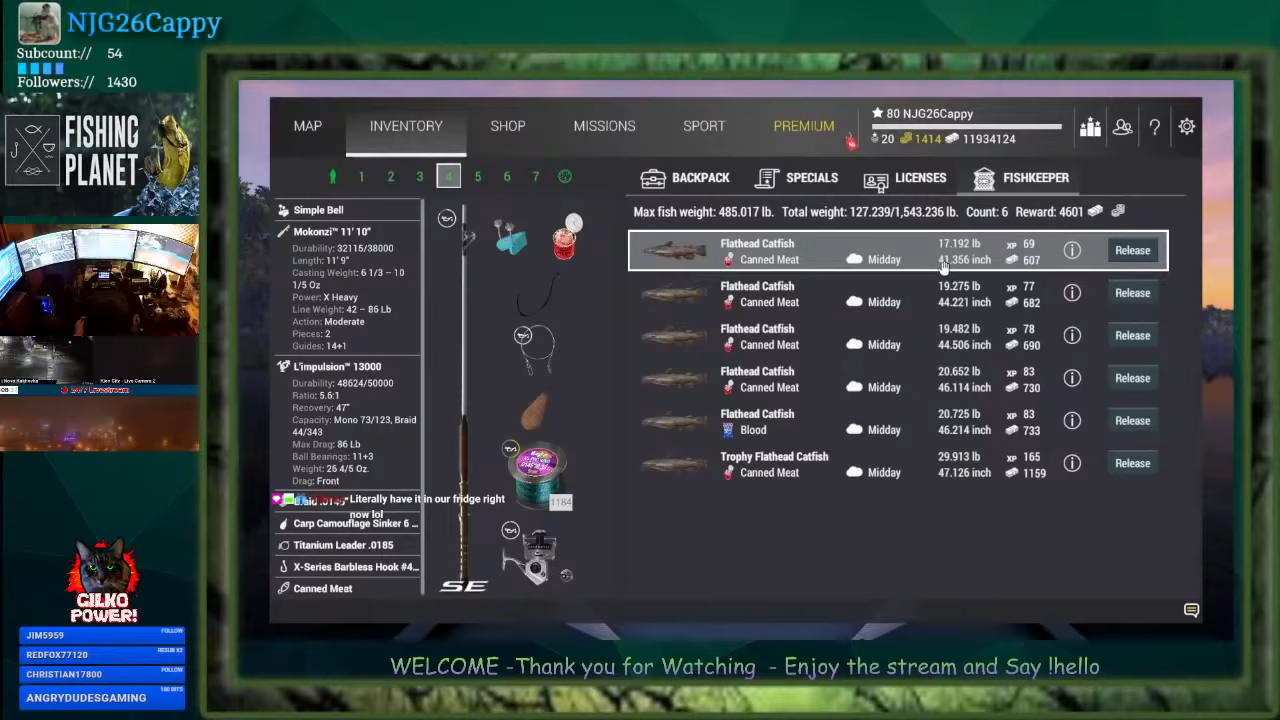 NJG26Cappy
Subcount// 54
Followers// 1430
FISHING
PLANET
GILKO
POWER!
JIM5959 FOLLOW
REDFOX77120 RESUB X2
CHRISTIAN17800 FOLLOW
ANGRYDUDESGAMING 100 BITS
MAP INVENTORY SHOP MISSIONS SPORT PREMIUM
80 NJG26Cappy
20 1414 11934124
1 2 3 4 5 6 7
BACKPACK SPECIALS LICENSES FISHKEEPER
Simple Bell
Mokonzi™ 11' 10"
Durability: 32115/38000
Length: 11' 9"
Casting Weight: 6 1/3 – 10
1/5 Oz
Power: X Heavy
Line Weight: 42 – 86 Lb
Action: Moderate
Pieces: 2
Guides: 14+1
L'impulsion™ 13000
Durability: 48624/50000
Ratio: 5.6:1
Recovery: 47"
Capacity: Mono 73/123, Braid
44/343
Max Drag: 86 Lb
Ball Bearings: 11+3
Weight: 26 4/5 Oz.
Drag: Front
Literally have it in our fridge right
now lol
Carp Camouflage Sinker 6 ...
Titanium Leader .0185
X-Series Barbless Hook #4...
Canned Meat
1184
SE
Max fish weight: 485.017 lb. Total weight: 127.239/1,543.236 lb. Count: 6 Reward: 4601
Flathead Catfish 17.192 lb XP 69 Release
Canned Meat Midday 41.356 inch 607
Flathead Catfish 19.275 lb XP 77 Release
Canned Meat Midday 44.221 inch 682
Flathead Catfish 19.482 lb XP 78 Release
Canned Meat Midday 44.506 inch 690
Flathead Catfish 20.652 lb XP 83 Release
Canned Meat Midday 46.114 inch 730
Flathead Catfish 20.725 lb XP 83 Release
Blood Midday 46.214 inch 733
Trophy Flathead Catfish 29.913 lb XP 165 Release
Canned Meat Midday 47.126 inch 1159
WELCOME -Thank you for Watching - Enjoy the stream and Say !hello